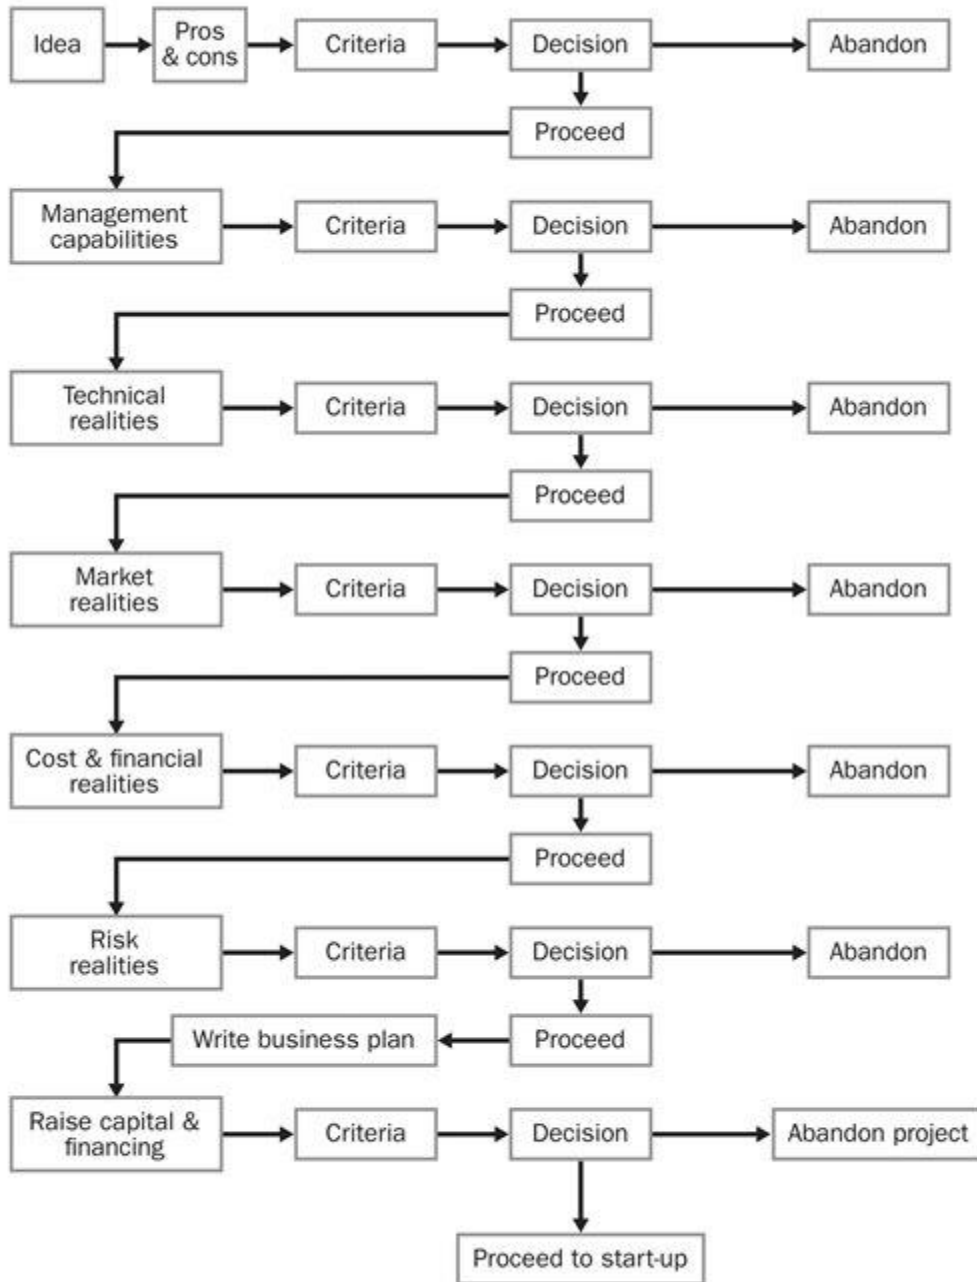 Idea
Pros
& cons
Criteria
Decision
Abandon
Proceed
Management
capabilities
Criteria
Decision
Abandon
Proceed
Technical
realities
Criteria
Decision
Abandon
Proceed
Market
realities
Criteria
Decision
Abandon
Proceed
Cost & financial
realities
Criteria
Decision
Abandon
Proceed
Risk
realities
Criteria
Decision
Abandon
Proceed
Write business plan
Raise capital &
financing
Criteria
Decision
Abandon project
Proceed to start-up